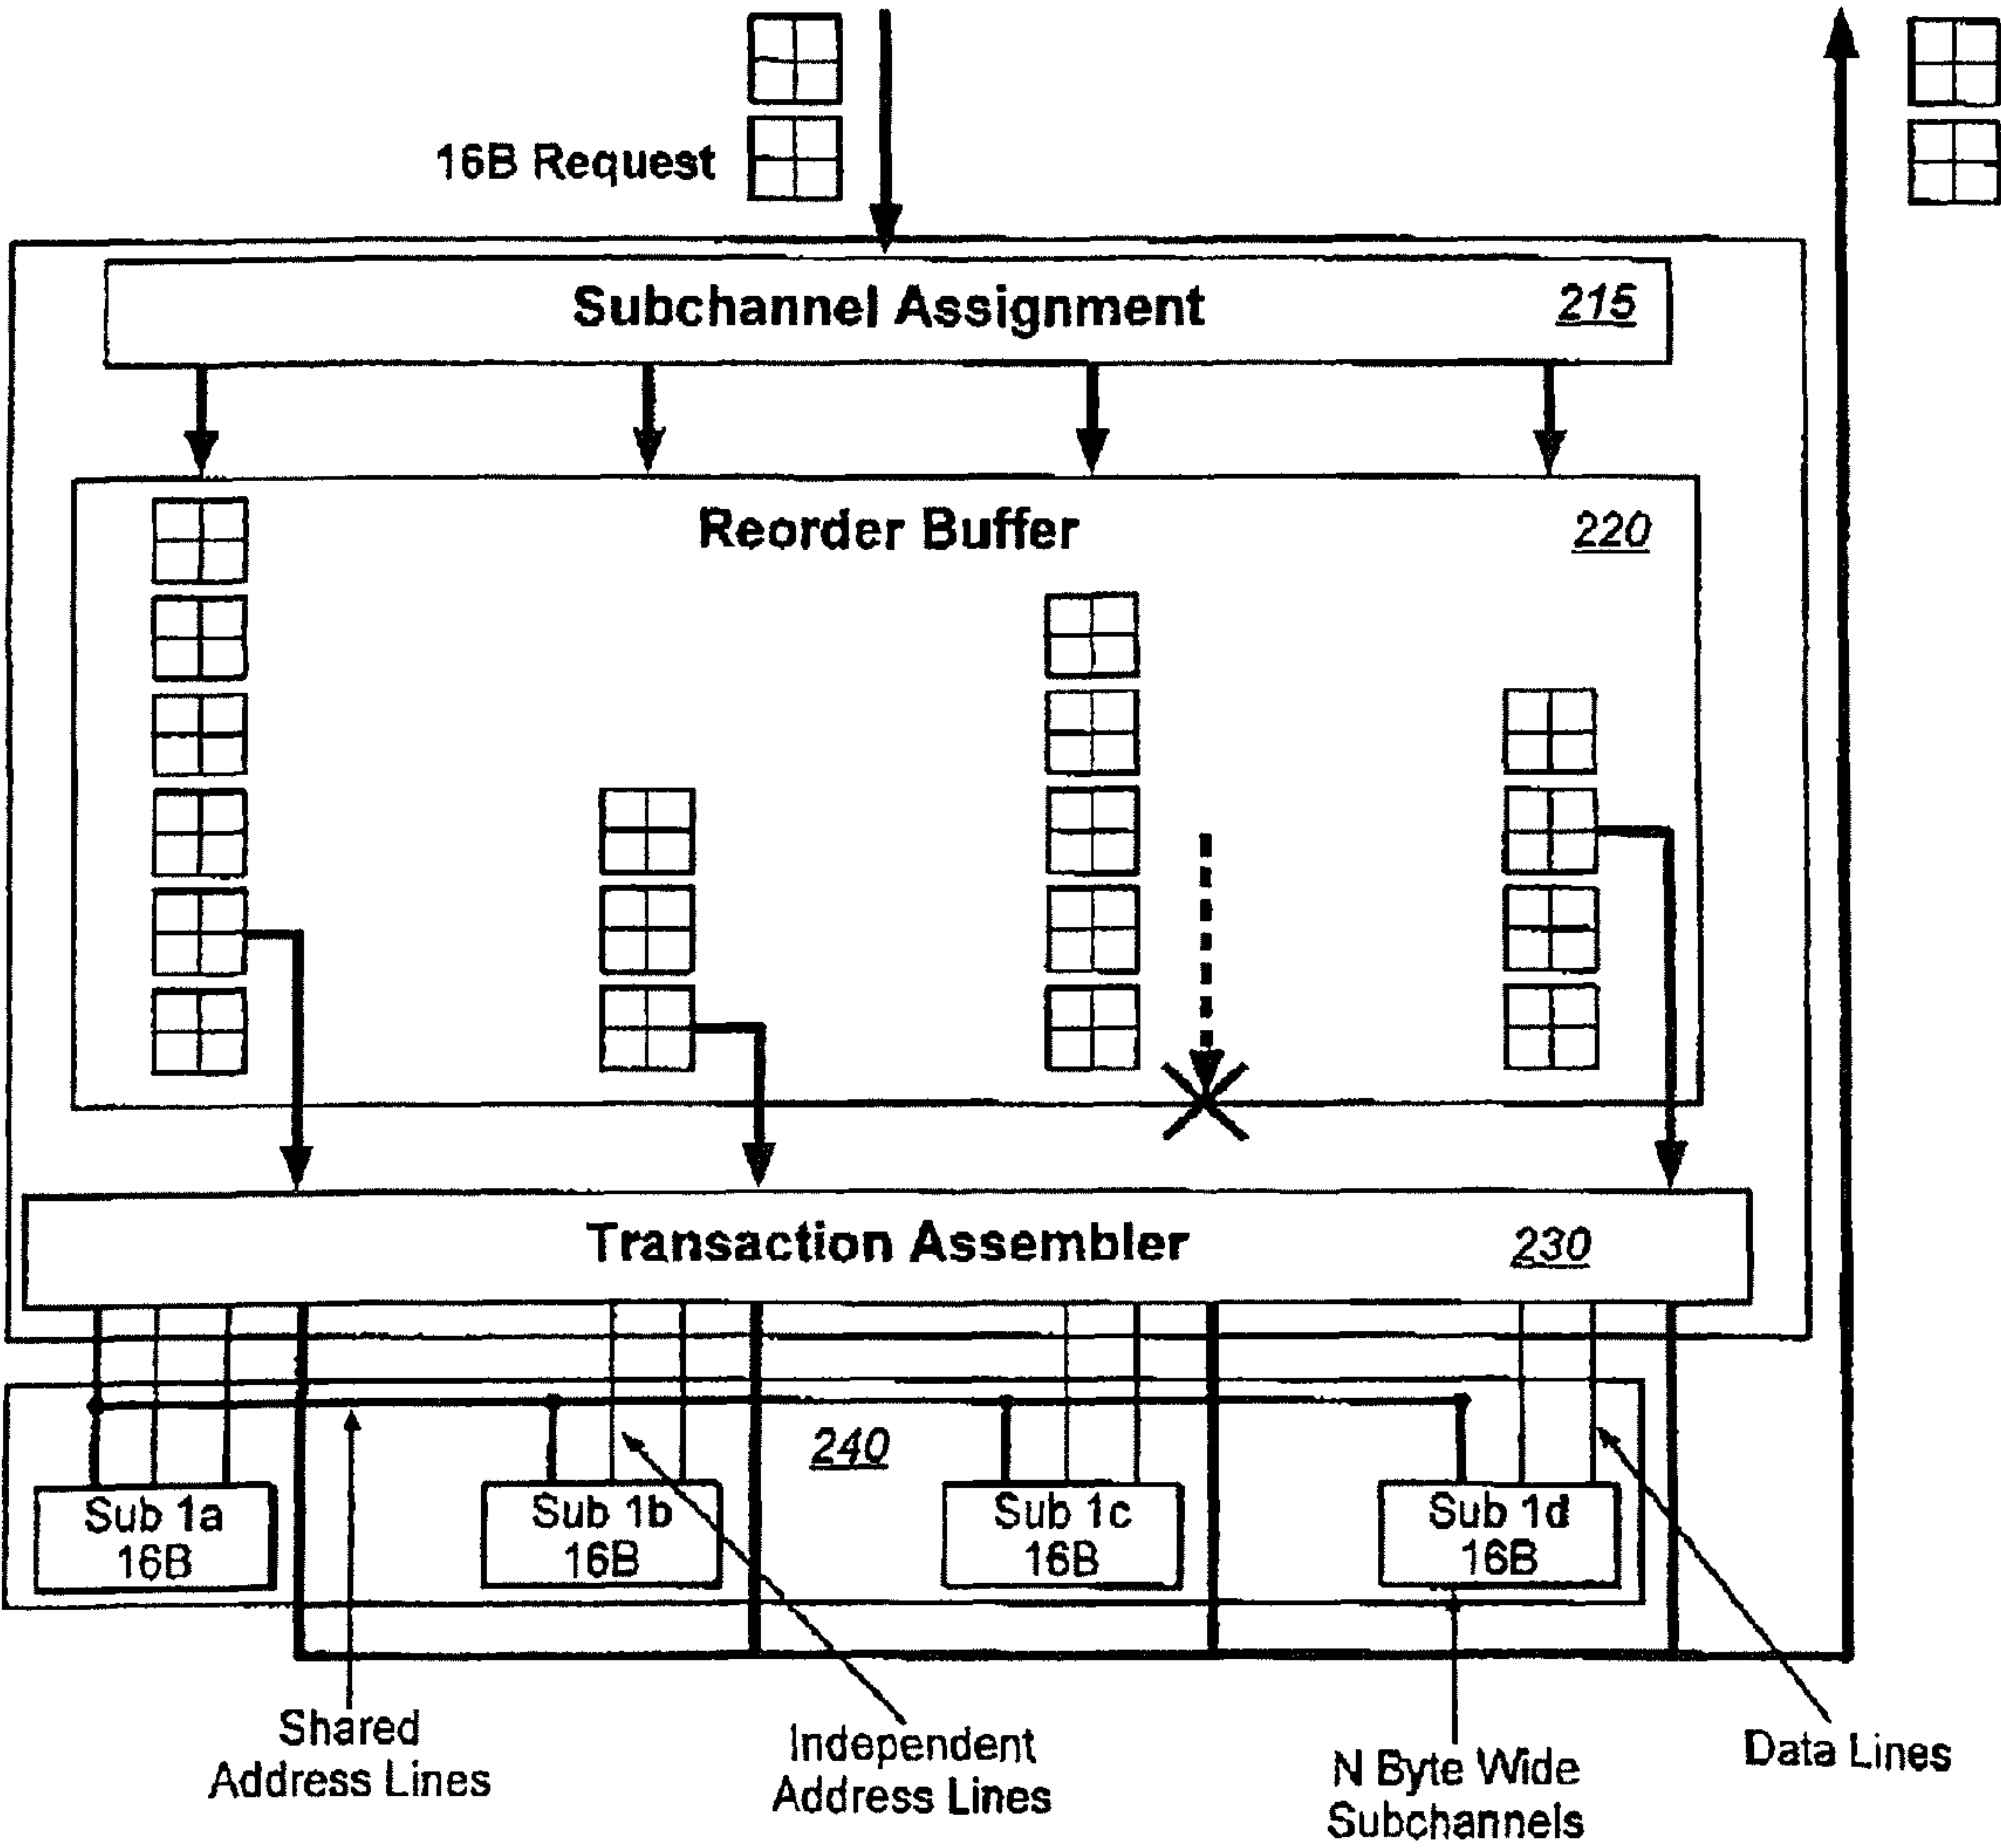 16B Request
Subchannel Assignment 215
Reorder Buffer 220
Transaction Assembler 230
240
Sub 1a
16B
Sub 1b
16B
Sub 1c
16B
Sub 1d
16B
Shared
Address Lines
Independent
Address Lines
N Byte Wide
Subchannels
Data Lines